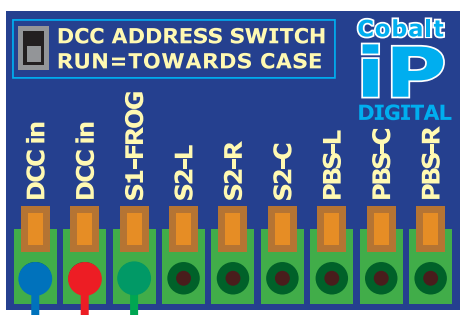 DCC ADDRESS SWITCH
RUN=TOWARDS CASE
Cobalt
iP
DIGITAL
DCC in
DCC in
S1-FROG
S2-L
S2-R
S2-C
PBS-L
PBS-C
PBS-R